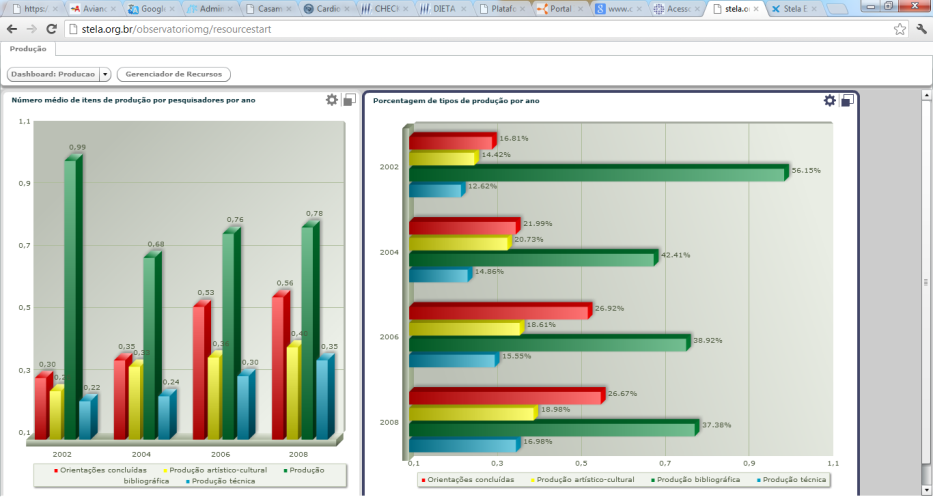 https:/
Avianc
Googl
Admin
Casam
Cardio
CHECK
DIETA
Platafo
Portal
www.c
Acess
stela.o
Stela E
stela.org.br/observatoriomg/resourcestart
Produção
Dashboard: Producao
Gerenciador de Recursos
Número médio de itens de produção por pesquisadores por ano
1,1
0,9
0,7
0,5
0,3
0,1
0,99
0,30
0,22
0,68
0,35
0,24
0,76
0,53
0,30
0,78
0,56
0,35
2002 2004 2006 2008
Orientações concluídas Produção artístico-cultural Produção
bibliográfica Produção técnica
Porcentagem de tipos de produção por ano
2002
16.81%
14.42%
56.15%
12.62%
2004
21.99%
20.73%
42.41%
14.86%
2006
26.92%
18.61%
38.92%
15.55%
2008
26.67%
18.98%
37.38%
16.98%
0.1 0.3 0.5 0.7 0.9 1.1
Orientações concluídas Produção artístico-cultural Produção bibliográfica Produção técnica